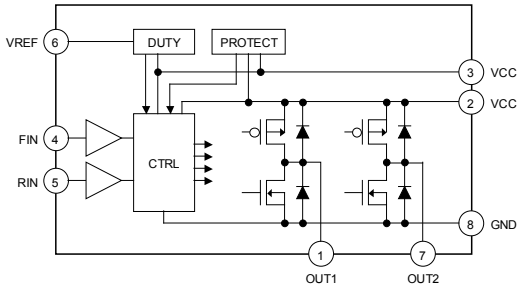 VREF 6 DUTY PROTECT
3 VCC
2 VCC
FIN 4
CTRL
RIN 5
8 GND
1 7
OUT1 OUT2